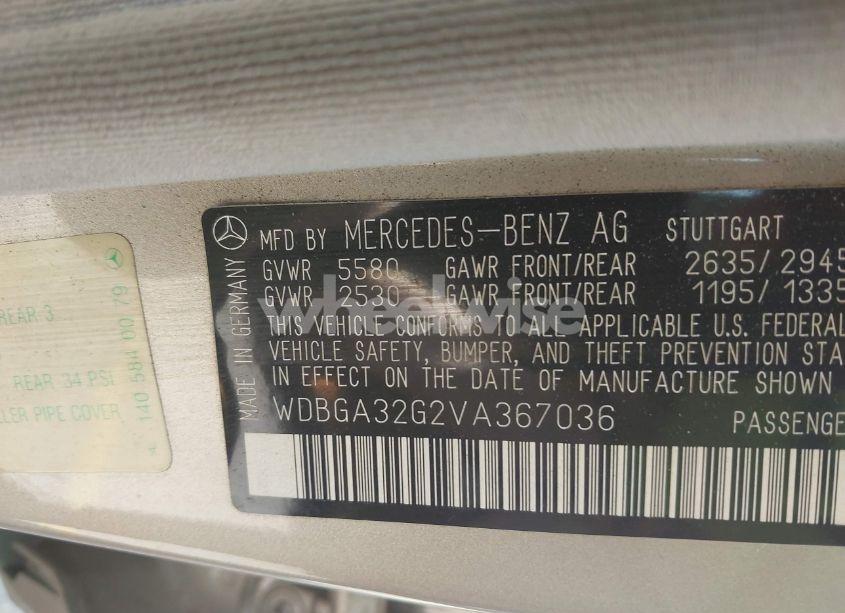 REAR 3
REAR 34 PSI
PIPE COVER
140 584 00 79
MADE IN GERMANY
MFD BY MERCEDES-BENZ AG STUTTGART
GVWR 5580 GAWR FRONT/REAR 2635/2945
GVWR 2530 GAWR FRONT/REAR 1195/1335
THIS VEHICLE CONFORMS TO ALL APPLICABLE U.S. FEDERAL
VEHICLE SAFETY, BUMPER, AND THEFT PREVENTION STA
IN EFFECT ON THE DATE OF MANUFACTURE SHOWN
WDBGA32G2VA367036 PASSENGE
wheelwise